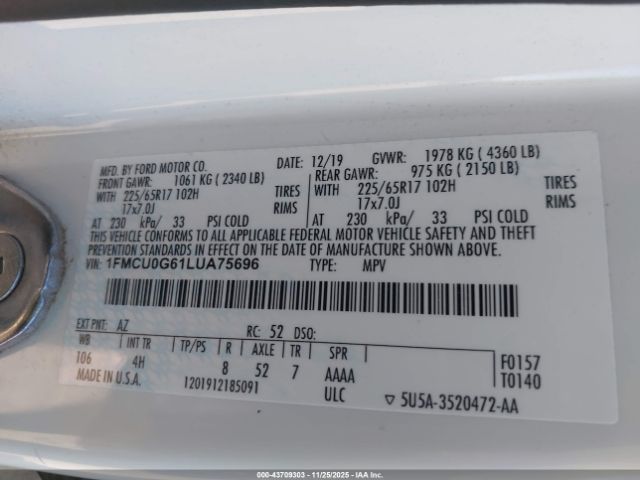 MFD. BY FORD MOTOR CO. DATE: 12/19 GVWR: 1978 KG ( 4360 LB)
FRONT GAWR: 1061 KG ( 2340 LB) REAR GAWR: 975 KG ( 2150 LB)
WITH 225/65R17 102H TIRES WITH 225/65R17 102H TIRES
17x7.0J RIMS 17x7.0J RIMS
AT 230 kPa/ 33 PSI COLD AT 230 kPa/ 33 PSI COLD
THIS VEHICLE CONFORMS TO ALL APPLICABLE FEDERAL MOTOR VEHICLE SAFETY AND THEFT
PREVENTION STANDARDS IN EFFECT ON THE DATE OF MANUFACTURE SHOWN ABOVE.
VIN: 1FMCU0G61LUA75696 TYPE: MPV
EXT PNT: AZ RC: 52 DSO:
WB INT TR TP/PS R AXLE TR SPR
106 4H 8 52 7 AAAA
MADE IN U.S.A. 1201912185091 ULC
F0157
T0140
▽ 5U5A-3520472-AA
000-43709303 - 11/25/2025 - IAAI.COM